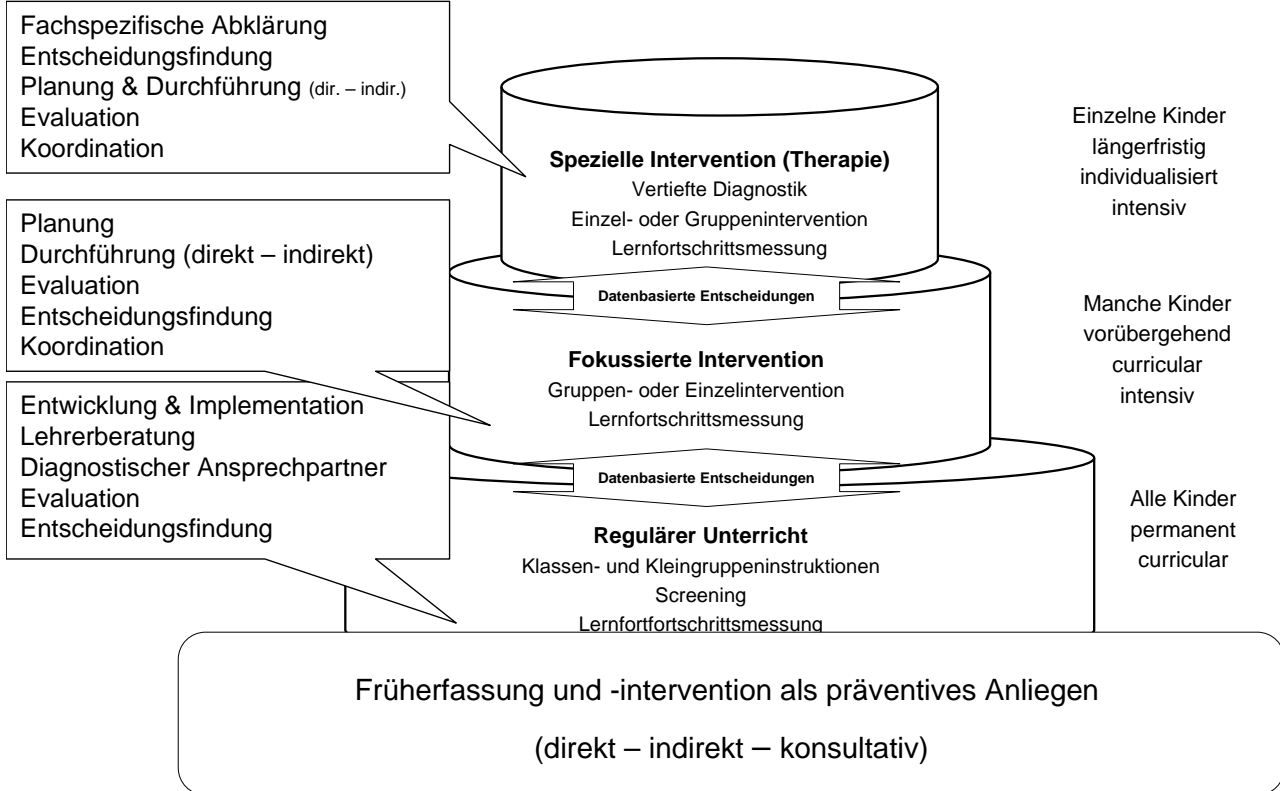 Fachspezifische Abklärung
Entscheidungsfindung
Planung & Durchführung (dir. – indir.)
Evaluation
Koordination
Spezielle Intervention (Therapie)
Vertiefte Diagnostik
Einzel- oder Gruppenintervention
Lernfortschrittsmessung
Einzelne Kinder
längerfristig
individualisiert
intensiv
Datenbasierte Entscheidungen
Planung
Durchführung (direkt – indirekt)
Evaluation
Entscheidungsfindung
Koordination
Fokussierte Intervention
Gruppen- oder Einzelintervention
Lernfortschrittsmessung
Manche Kinder
vorübergehend
curricular
intensiv
Datenbasierte Entscheidungen
Entwicklung & Implementation
Lehrerberatung
Diagnostischer Ansprechpartner
Evaluation
Entscheidungsfindung
Regulärer Unterricht
Klassen- und Kleingruppeninstruktionen
Screening
Lernfortfortschrittsmessung
Alle Kinder
permanent
curricular
Früherfassung und -intervention als präventives Anliegen
(direkt – indirekt – konsultativ)